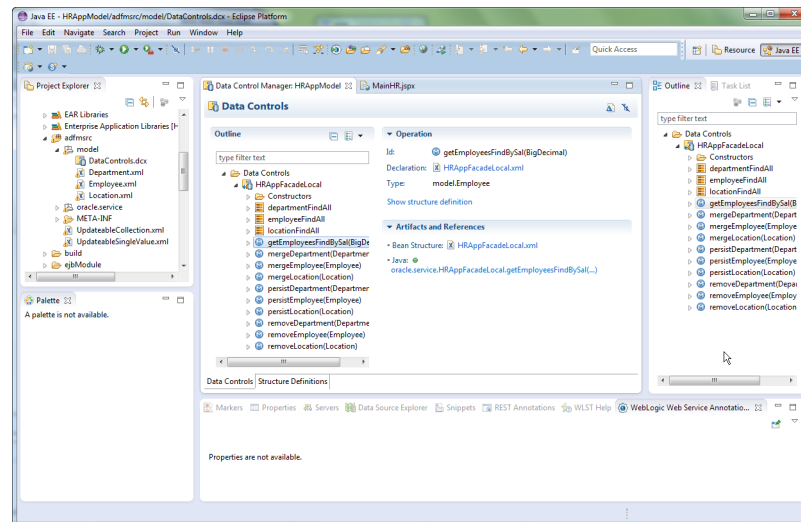 Java EE - HRAppModel/adfmsrc/model/DataControls.dcx - Eclipse Platform
File Edit Navigate Search Project Run Window Help
Quick Access
Resource
Java EE
Project Explorer
EAR Libraries
Enterprise Application Libraries [H
adfmsrc
model
DataControls.dcx
Department.xml
Employee.xml
Location.xml
oracle.service
META-INF
UpdateableCollection.xml
UpdateableSingleValue.xml
build
ejbModule
Palette
A palette is not available.
Data Control Manager: HRAppModel
MainHR.jspx
Data Controls
Outline
type filter text
Data Controls
HRAppFacadeLocal
Constructors
departmentFindAll
employeeFindAll
locationFindAll
getEmployeesFindBySal(BigDe
mergeDepartment(Departmen
mergeEmployee(Employee)
mergeLocation(Location)
persistDepartment(Departmen
persistEmployee(Employee)
persistLocation(Location)
removeDepartment(Departme
removeEmployee(Employee)
removeLocation(Location)
Operation
Id: getEmployeesFindBySal(BigDecimal)
Declaration: HRAppFacadeLocal.xml
Type: model.Employee
Show structure definition
Artifacts and References
• Bean Structure: HRAppFacadeLocal.xml
• Java:
oracle.service.HRAppFacadeLocal.getEmployeesFindBySal(...)
Data Controls Structure Definitions
Outline
Task List
type filter text
Data Controls
HRAppFacadeLocal
Constructors
departmentFindAll
employeeFindAll
locationFindAll
getEmployeesFindBySal(B
mergeDepartment(Depart
mergeEmployee(Employe
mergeLocation(Location)
persistDepartment(Depart
persistEmployee(Employe
persistLocation(Location)
removeDepartment(Depar
removeEmployee(Employ
removeLocation(Location
Markers Properties Servers Data Source Explorer Snippets REST Annotations WLST Help WebLogic Web Service Annotatio...
Properties are not available.